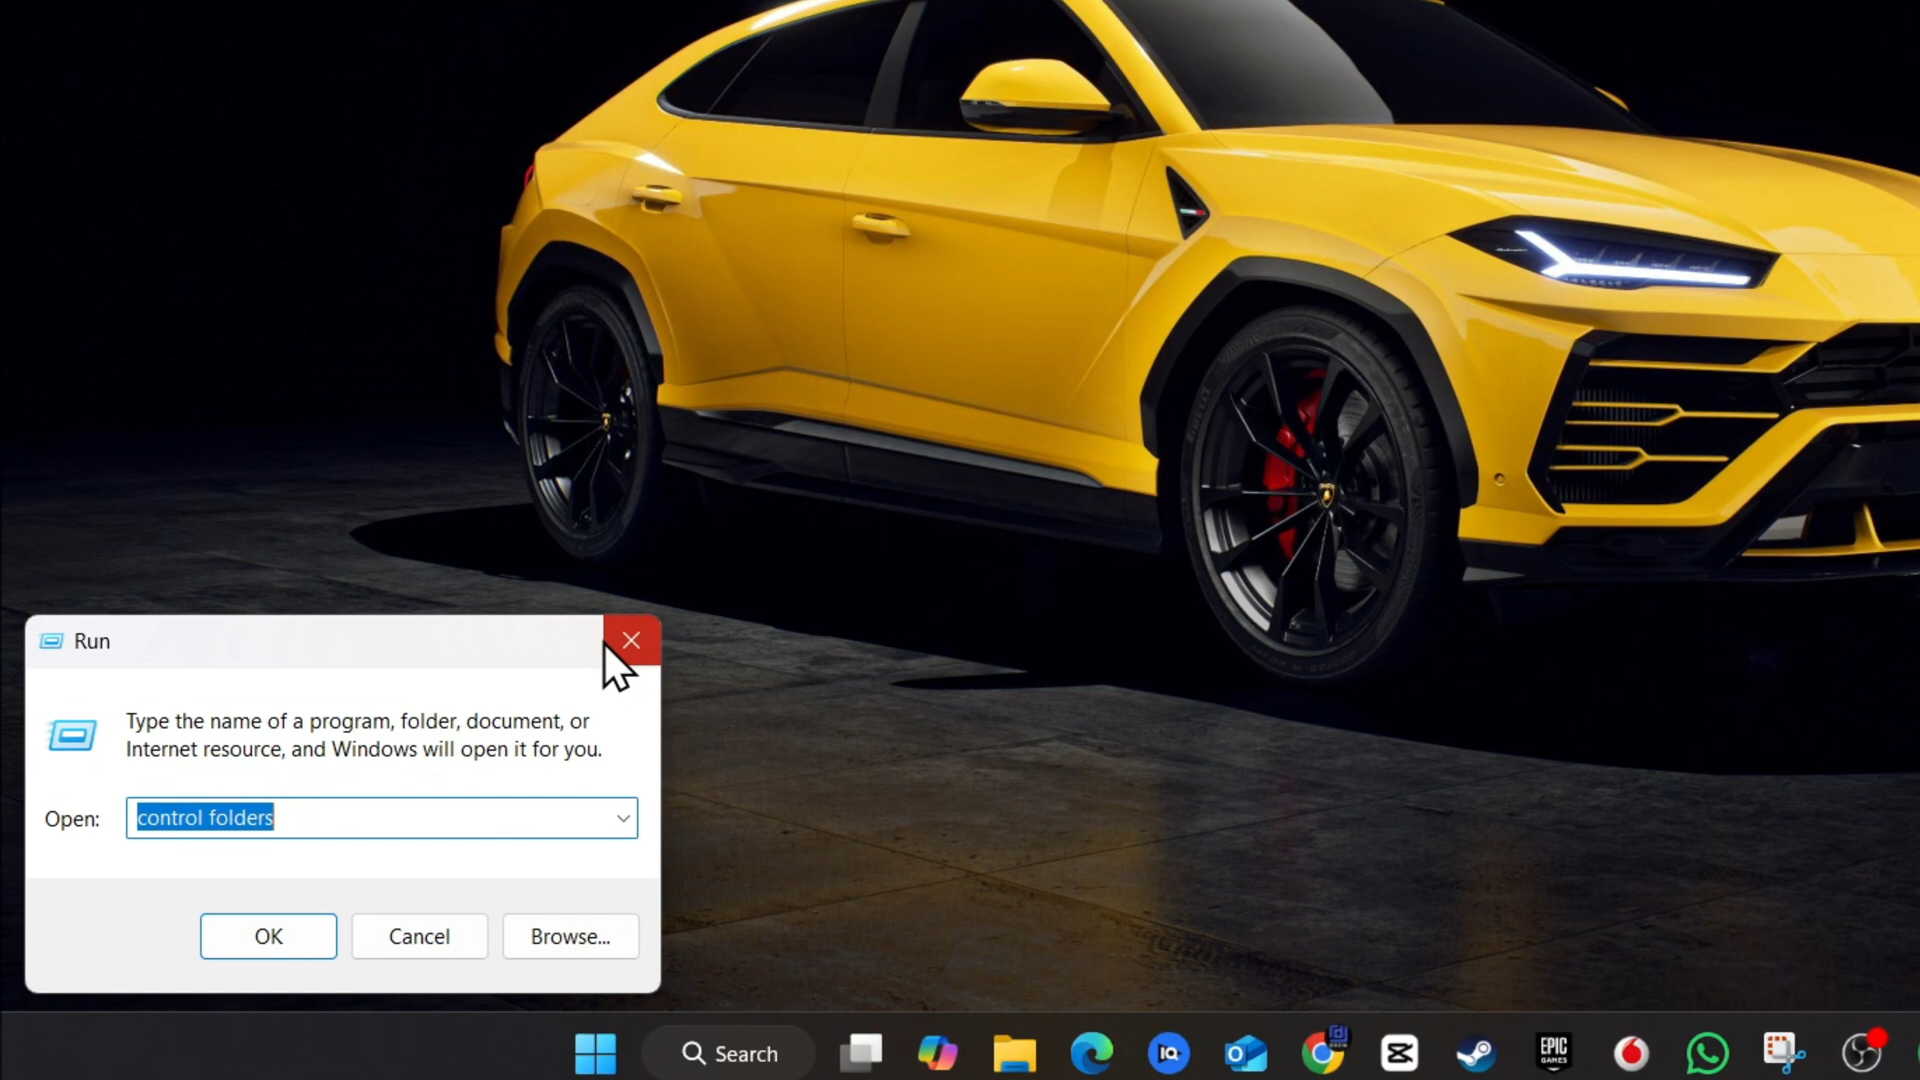 Run
Type the name of a program, folder, document, or
Internet resource, and Windows will open it for you.
Open:
control folders
OK
Cancel
Browse...
Search
IQ
O
EPIC
GAMES